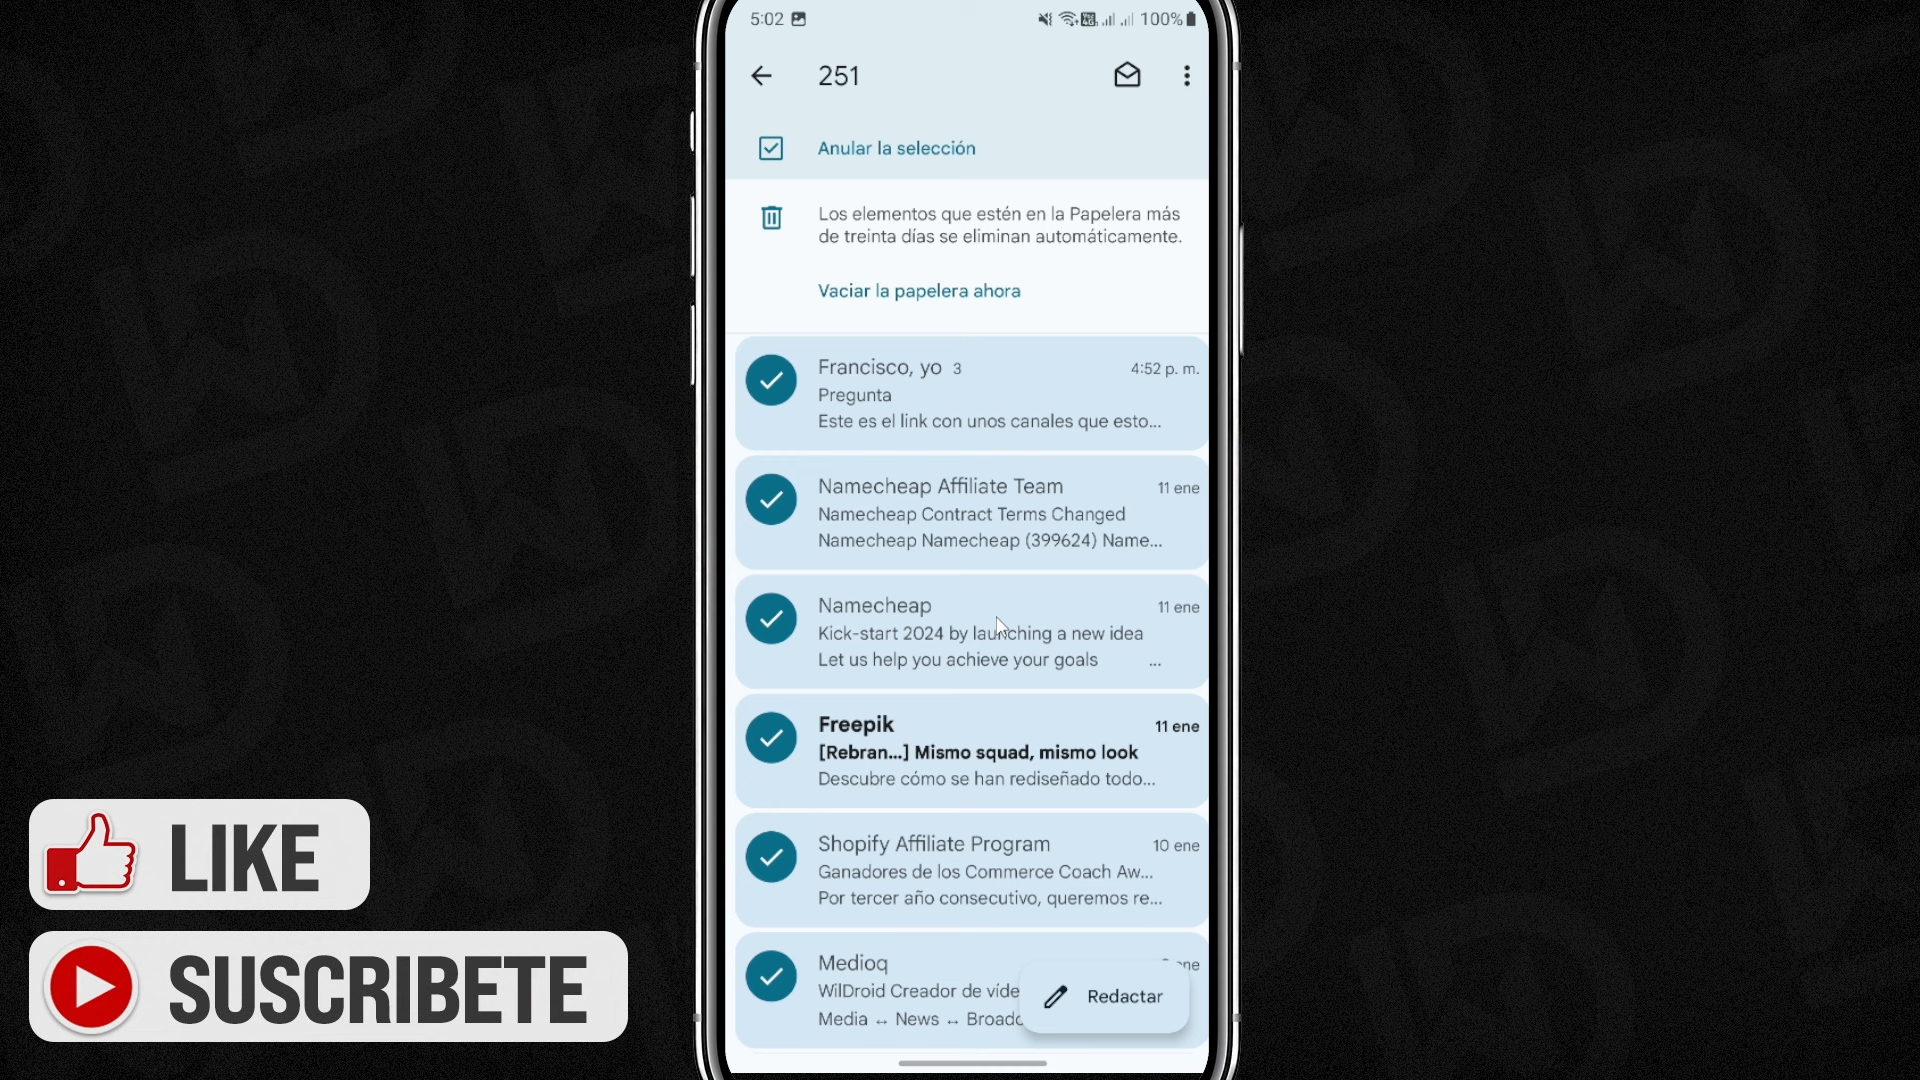 5:02
100%
251
Anular la selección
Los elementos que estén en la Papelera más
de treinta días se eliminan automáticamente.
Vaciar la papelera ahora
Francisco, yo 3 4:52 p. m.
Pregunta
Este es el link con unos canales que esto...
Namecheap Affiliate Team 11 ene
Namecheap Contract Terms Changed
Namecheap Namecheap (399624) Name...
Namecheap 11 ene
Kick-start 2024 by launching a new idea
Let us help you achieve your goals ...
Freepik 11 ene
[Rebran...] Mismo squad, mismo look
Descubre cómo se han rediseñado todo...
Shopify Affiliate Program 10 ene
Ganadores de los Commerce Coach Aw...
Por tercer año consecutivo, queremos re...
Medioq ene
WilDroid Creador de víde
Media ↔ News ↔ Broadc
Redactar
LIKE
SUSCRIBETE